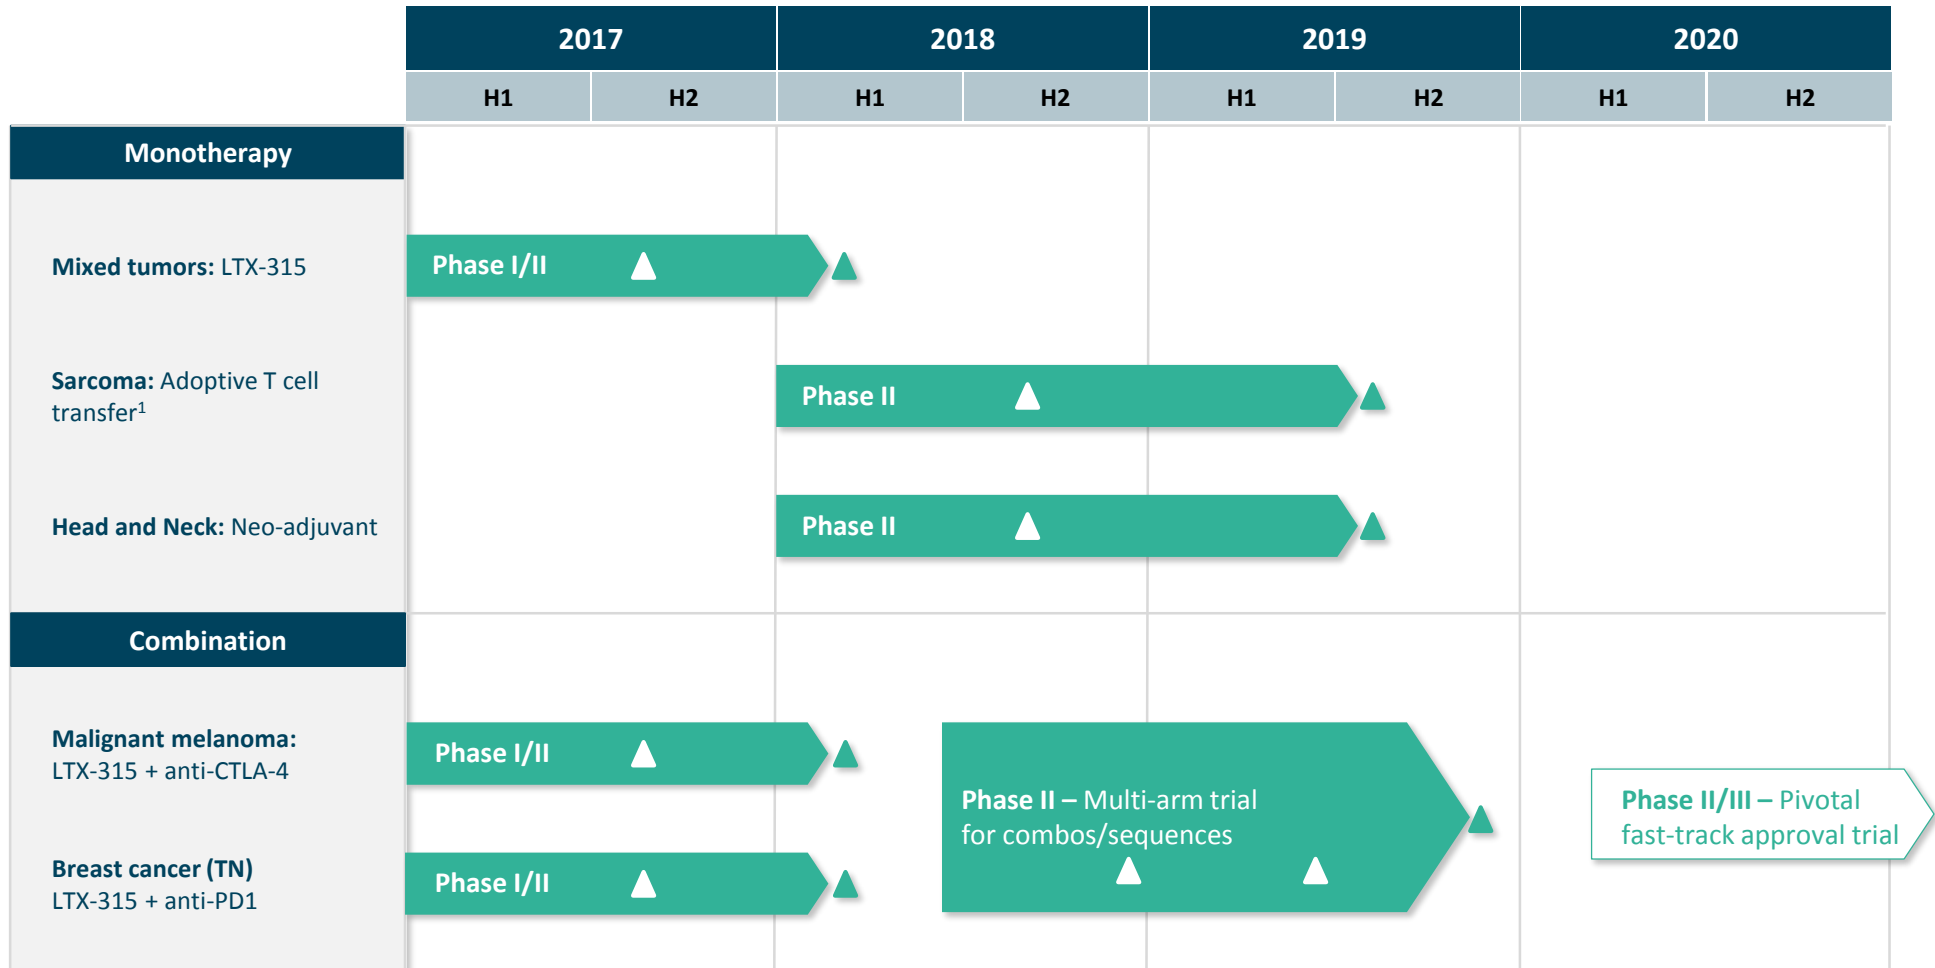 2017 2018 2019 2020
H1 H2 H1 H2 H1 H2 H1 H2
Monotherapy
Mixed tumors: LTX-315
Phase I/II
Sarcoma: Adoptive T cell
transfer1
Phase II
Head and Neck: Neo-adjuvant
Phase II
Combination
Malignant melanoma:
LTX-315 + anti-CTLA-4
Phase I/II
Breast cancer (TN)
LTX-315 + anti-PD1
Phase I/II
Phase II – Multi-arm trial
for combos/sequences
Phase II/III – Pivotal
fast-track approval trial